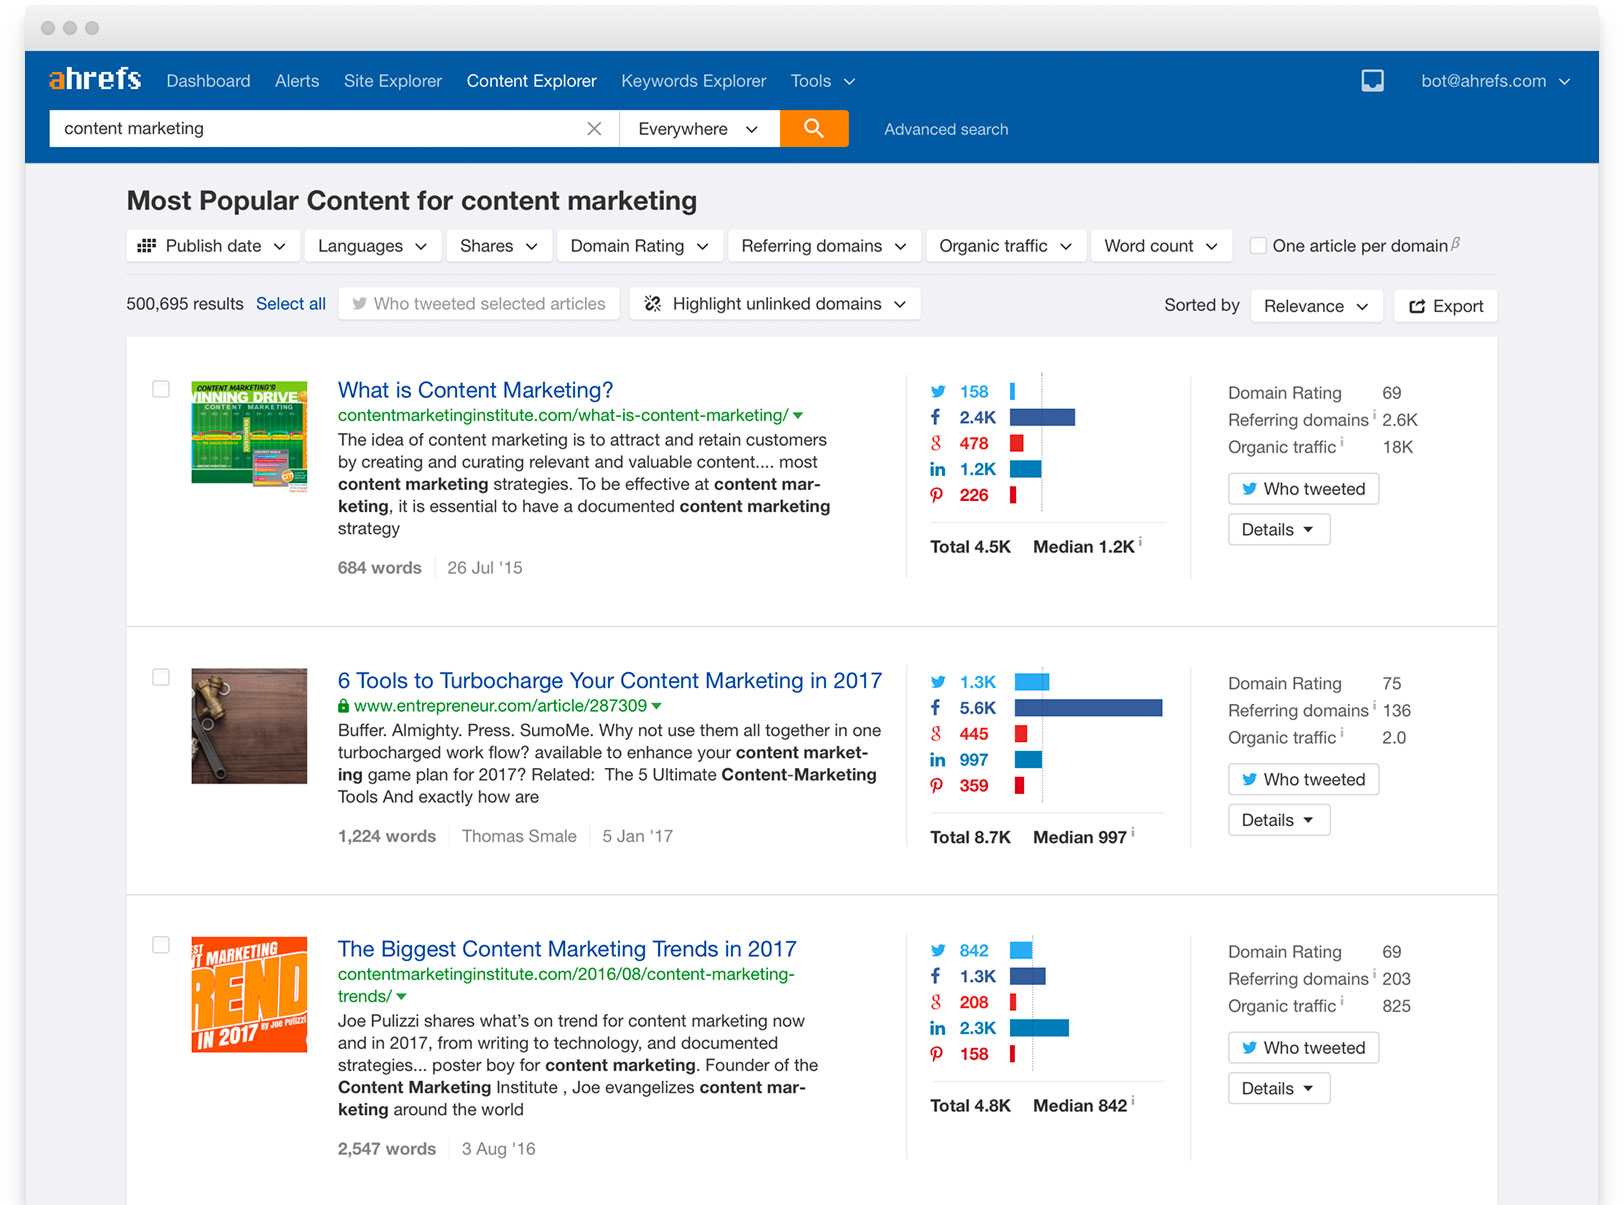 ahrefs Dashboard Alerts Site Explorer Content Explorer Keywords Explorer Tools bot@ahrefs.com
content marketing Everywhere Advanced search
Most Popular Content for content marketing
Publish date Languages Shares Domain Rating Referring domains Organic traffic Word count One article per domain β
500,695 results Select all Who tweeted selected articles Highlight unlinked domains Sorted by Relevance Export
CONTENT MARKETING'S
WINNING DRIVE
CONTENT MARKETING
CUSTOMERS
What is Content Marketing?
contentmarketinginstitute.com/what-is-content-marketing/
The idea of content marketing is to attract and retain customers
by creating and curating relevant and valuable content.... most
content marketing strategies. To be effective at content mar-
keting, it is essential to have a documented content marketing
strategy
684 words 26 Jul '15
158
2.4K
478
1.2K
226
Total 4.5K Median 1.2K i
Domain Rating 69
Referring domains i 2.6K
Organic traffic i 18K
Who tweeted
Details
6 Tools to Turbocharge Your Content Marketing in 2017
www.entrepreneur.com/article/287309
Buffer. Almighty. Press. SumoMe. Why not use them all together in one
turbocharged work flow? available to enhance your content market-
ing game plan for 2017? Related: The 5 Ultimate Content-Marketing
Tools And exactly how are
1,224 words Thomas Smale 5 Jan '17
1.3K
5.6K
445
997
359
Total 8.7K Median 997 i
Domain Rating 75
Referring domains i 136
Organic traffic i 2.0
Who tweeted
Details
EST
NT MARKETING
REND
IN 2017 BY Joe Pulizzi
The Biggest Content Marketing Trends in 2017
contentmarketinginstitute.com/2016/08/content-marketing-
trends/
Joe Pulizzi shares what's on trend for content marketing now
and in 2017, from writing to technology, and documented
strategies... poster boy for content marketing. Founder of the
Content Marketing Institute , Joe evangelizes content mar-
keting around the world
2,547 words 3 Aug '16
842
1.3K
208
2.3K
158
Total 4.8K Median 842 i
Domain Rating 69
Referring domains i 203
Organic traffic i 825
Who tweeted
Details